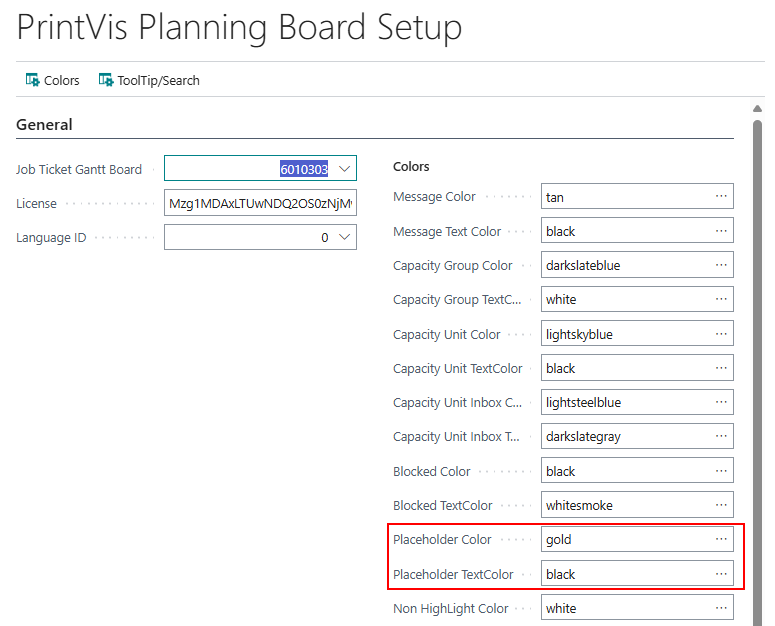 PrintVis Planning Board Setup
Colors ToolTip/Search
General
Job Ticket Gantt Board 6010303
License Mzg1MDAxLTUwNDQ2OS0zNjM
Language ID 0
Colors
Message Color tan
Message Text Color black
Capacity Group Color darkslateblue
Capacity Group TextC... white
Capacity Unit Color lightskyblue
Capacity Unit TextColor black
Capacity Unit Inbox C... lightsteelblue
Capacity Unit Inbox T... darkslategray
Blocked Color black
Blocked TextColor whitesmoke
Placeholder Color gold
Placeholder TextColor black
Non HighLight Color white